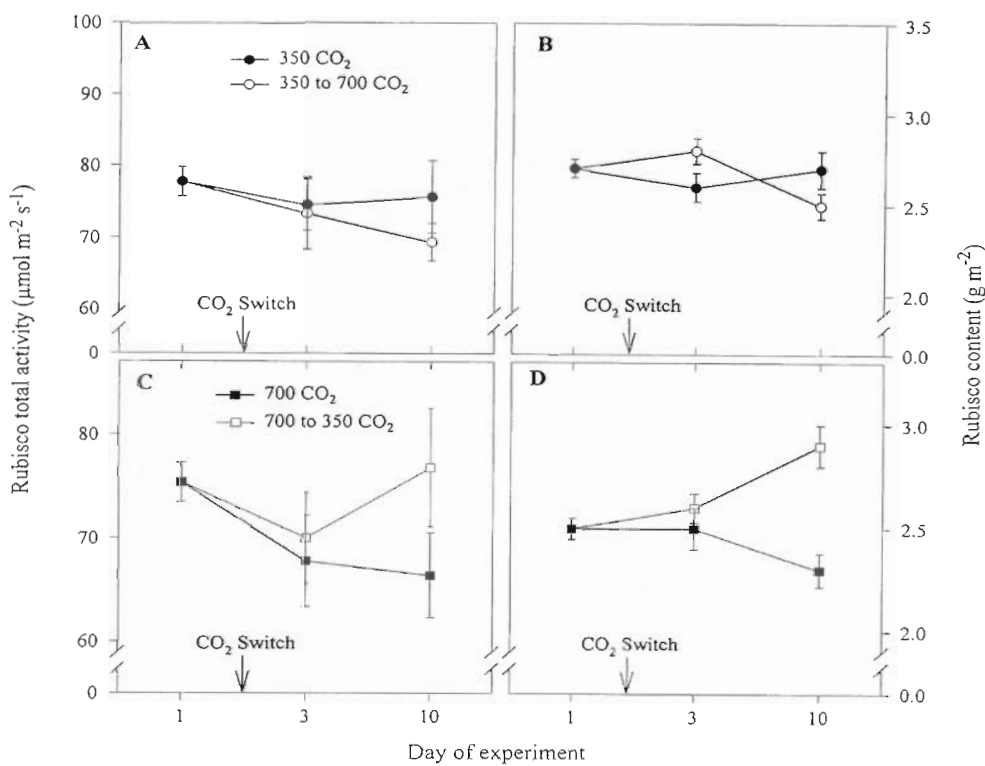 A
350 CO₂
350 to 700 CO₂
100
90
80
70
60
0
CO₂ Switch
B
3.5
3.0
2.5
2.0
0.0
CO₂ Switch
Rubisco total activity (μmol m⁻² s⁻¹)
Rubisco content (g m⁻²)
C
700 CO₂
700 to 350 CO₂
80
70
60
0
CO₂ Switch
1
3
10
D
3.0
2.5
2.0
0.0
CO₂ Switch
1
3
10
Day of experiment